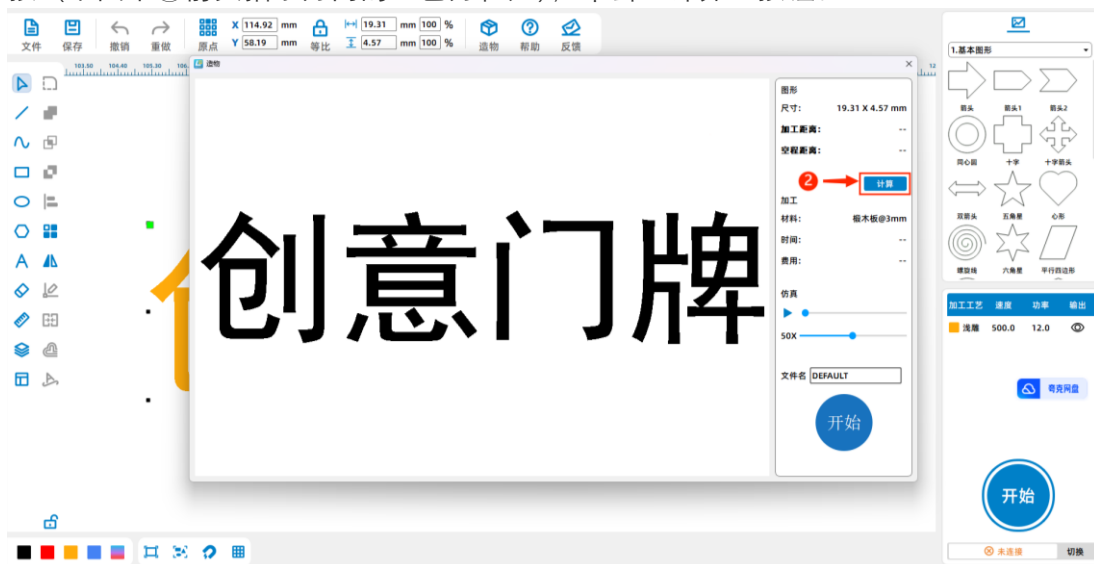 X 114.92 mm |↔| 19.31 mm 100 %
Y 58.19 mm 4.57 mm 100 %
文件 保存 撤销 重做 原点 等比 造物 帮助 反馈
103.50 104.40 105.30 106
造物
创意门牌
图形
尺寸: 19.31 X 4.57 mm
加工距离: --
空程距离: --
2
计算
加工
材料: 椴木板@3mm
时间: --
费用: --
仿真
50X
文件名 DEFAULT
开始
1.基本图形
箭头 箭头1 箭头2
同心圆 十字 十字箭头
双箭头 五角星 心形
螺旋线 六角星 平行四边形
加工工艺 速度 功率 输出
浅雕 500.0 12.0
夸克网盘
开始
未连接 切换